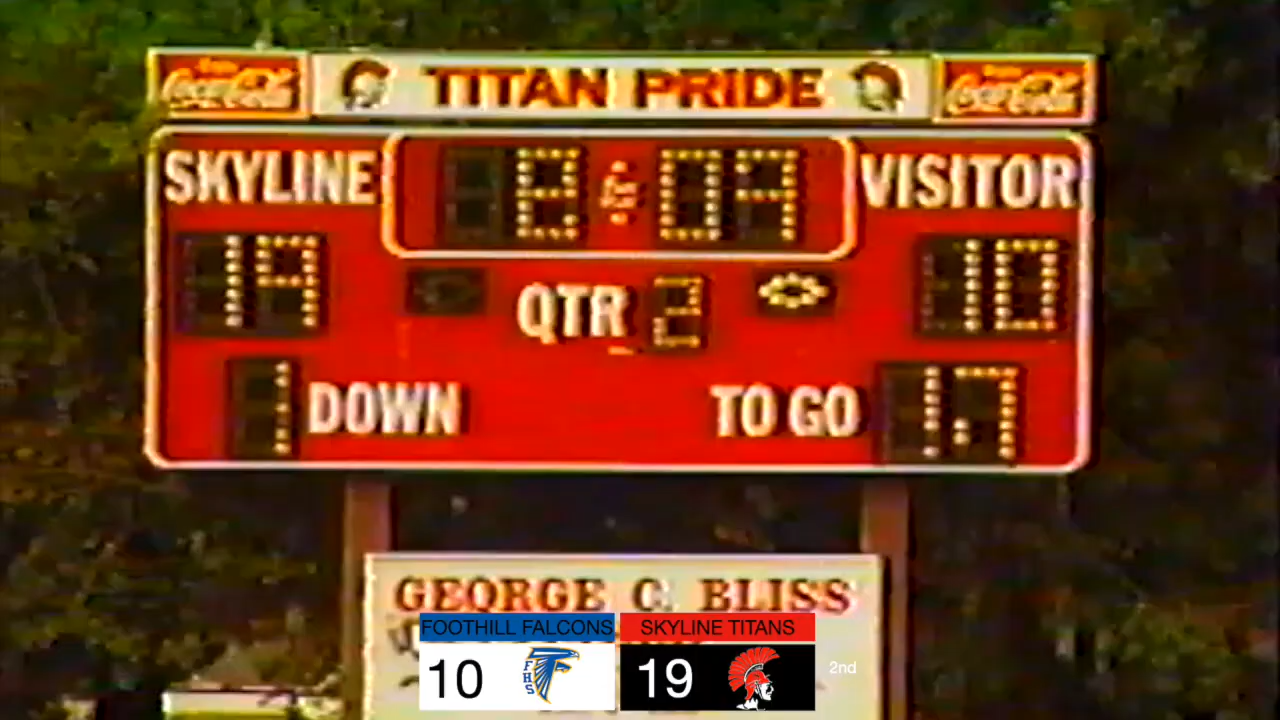 Coca-Cola TITAN PRIDE Coca-Cola
SKYLINE 8:09 VISITOR
19 10
QTR 2
1 DOWN TO GO 17
GEORGE C. BLISS
FOOTHILL FALCONS SKYLINE TITANS
10 FHS 19 2nd